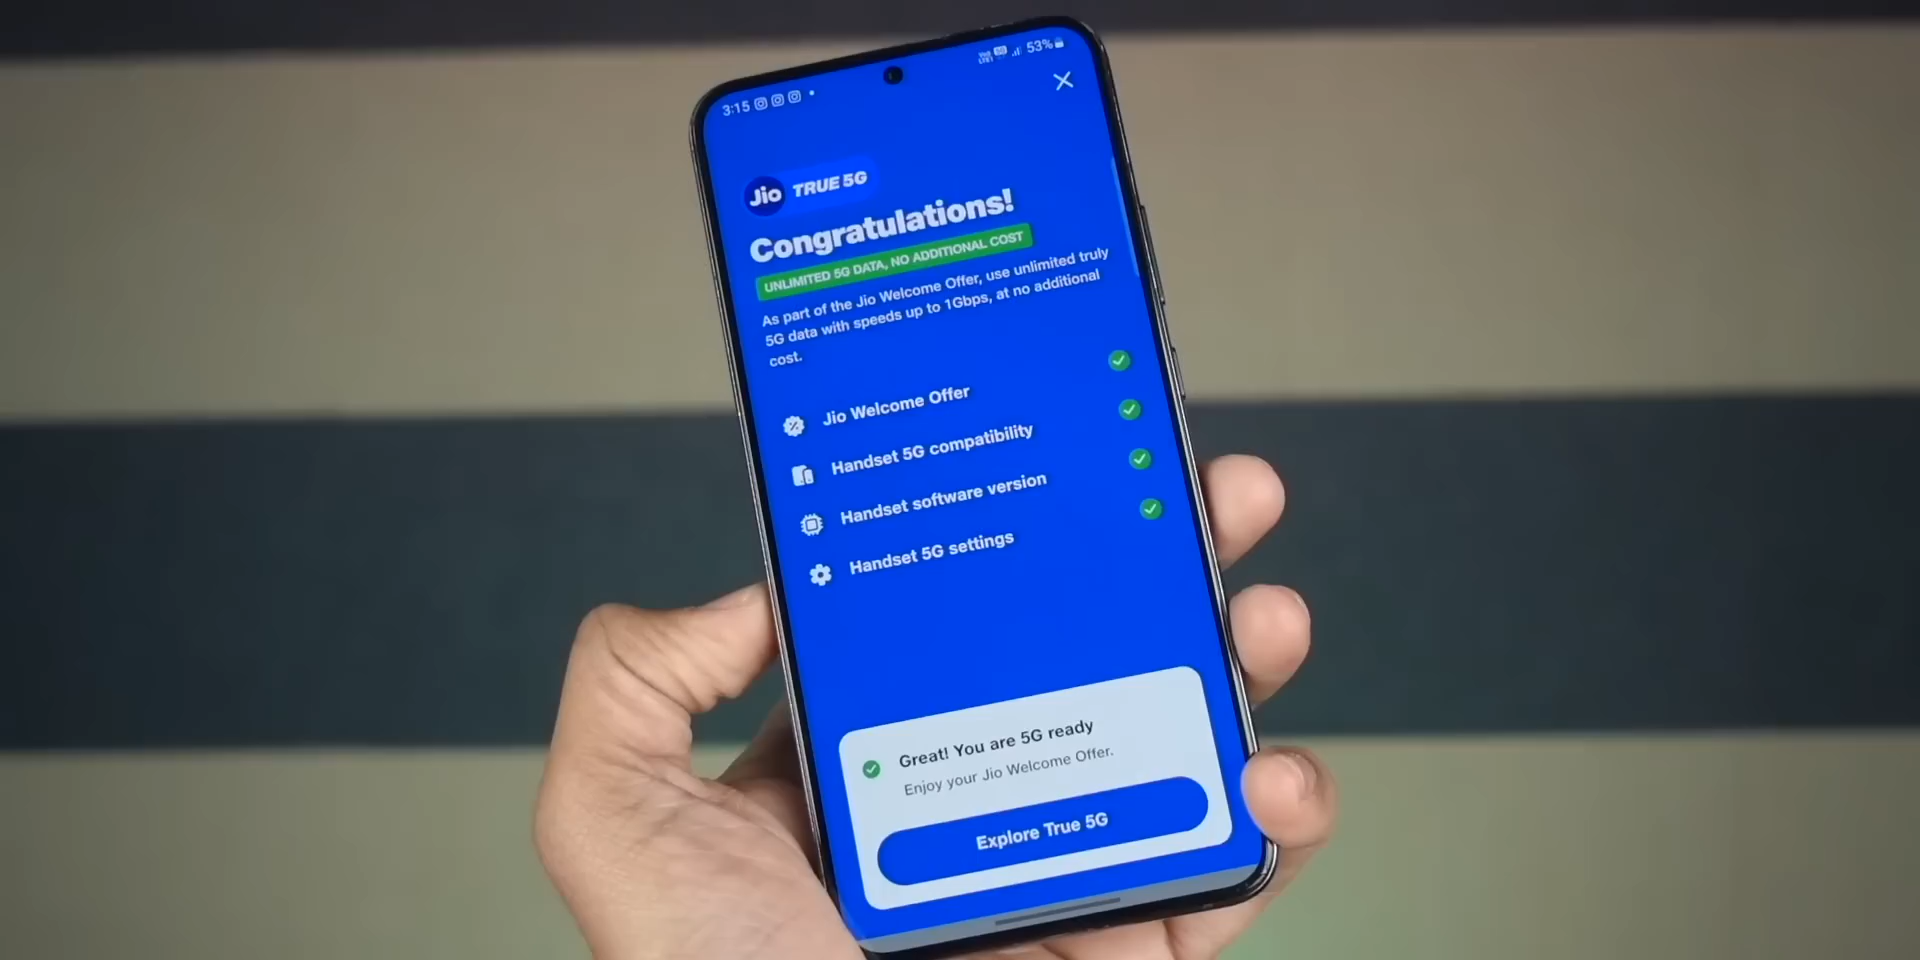 3:15
53%
Jio TRUE 5G
Congratulations!
UNLIMITED 5G DATA, NO ADDITIONAL COST
As part of the Jio Welcome Offer, use unlimited truly
5G data with speeds up to 1Gbps, at no additional
cost.
Jio Welcome Offer
Handset 5G compatibility
Handset software version
Handset 5G settings
Great! You are 5G ready
Enjoy your Jio Welcome Offer.
Explore True 5G